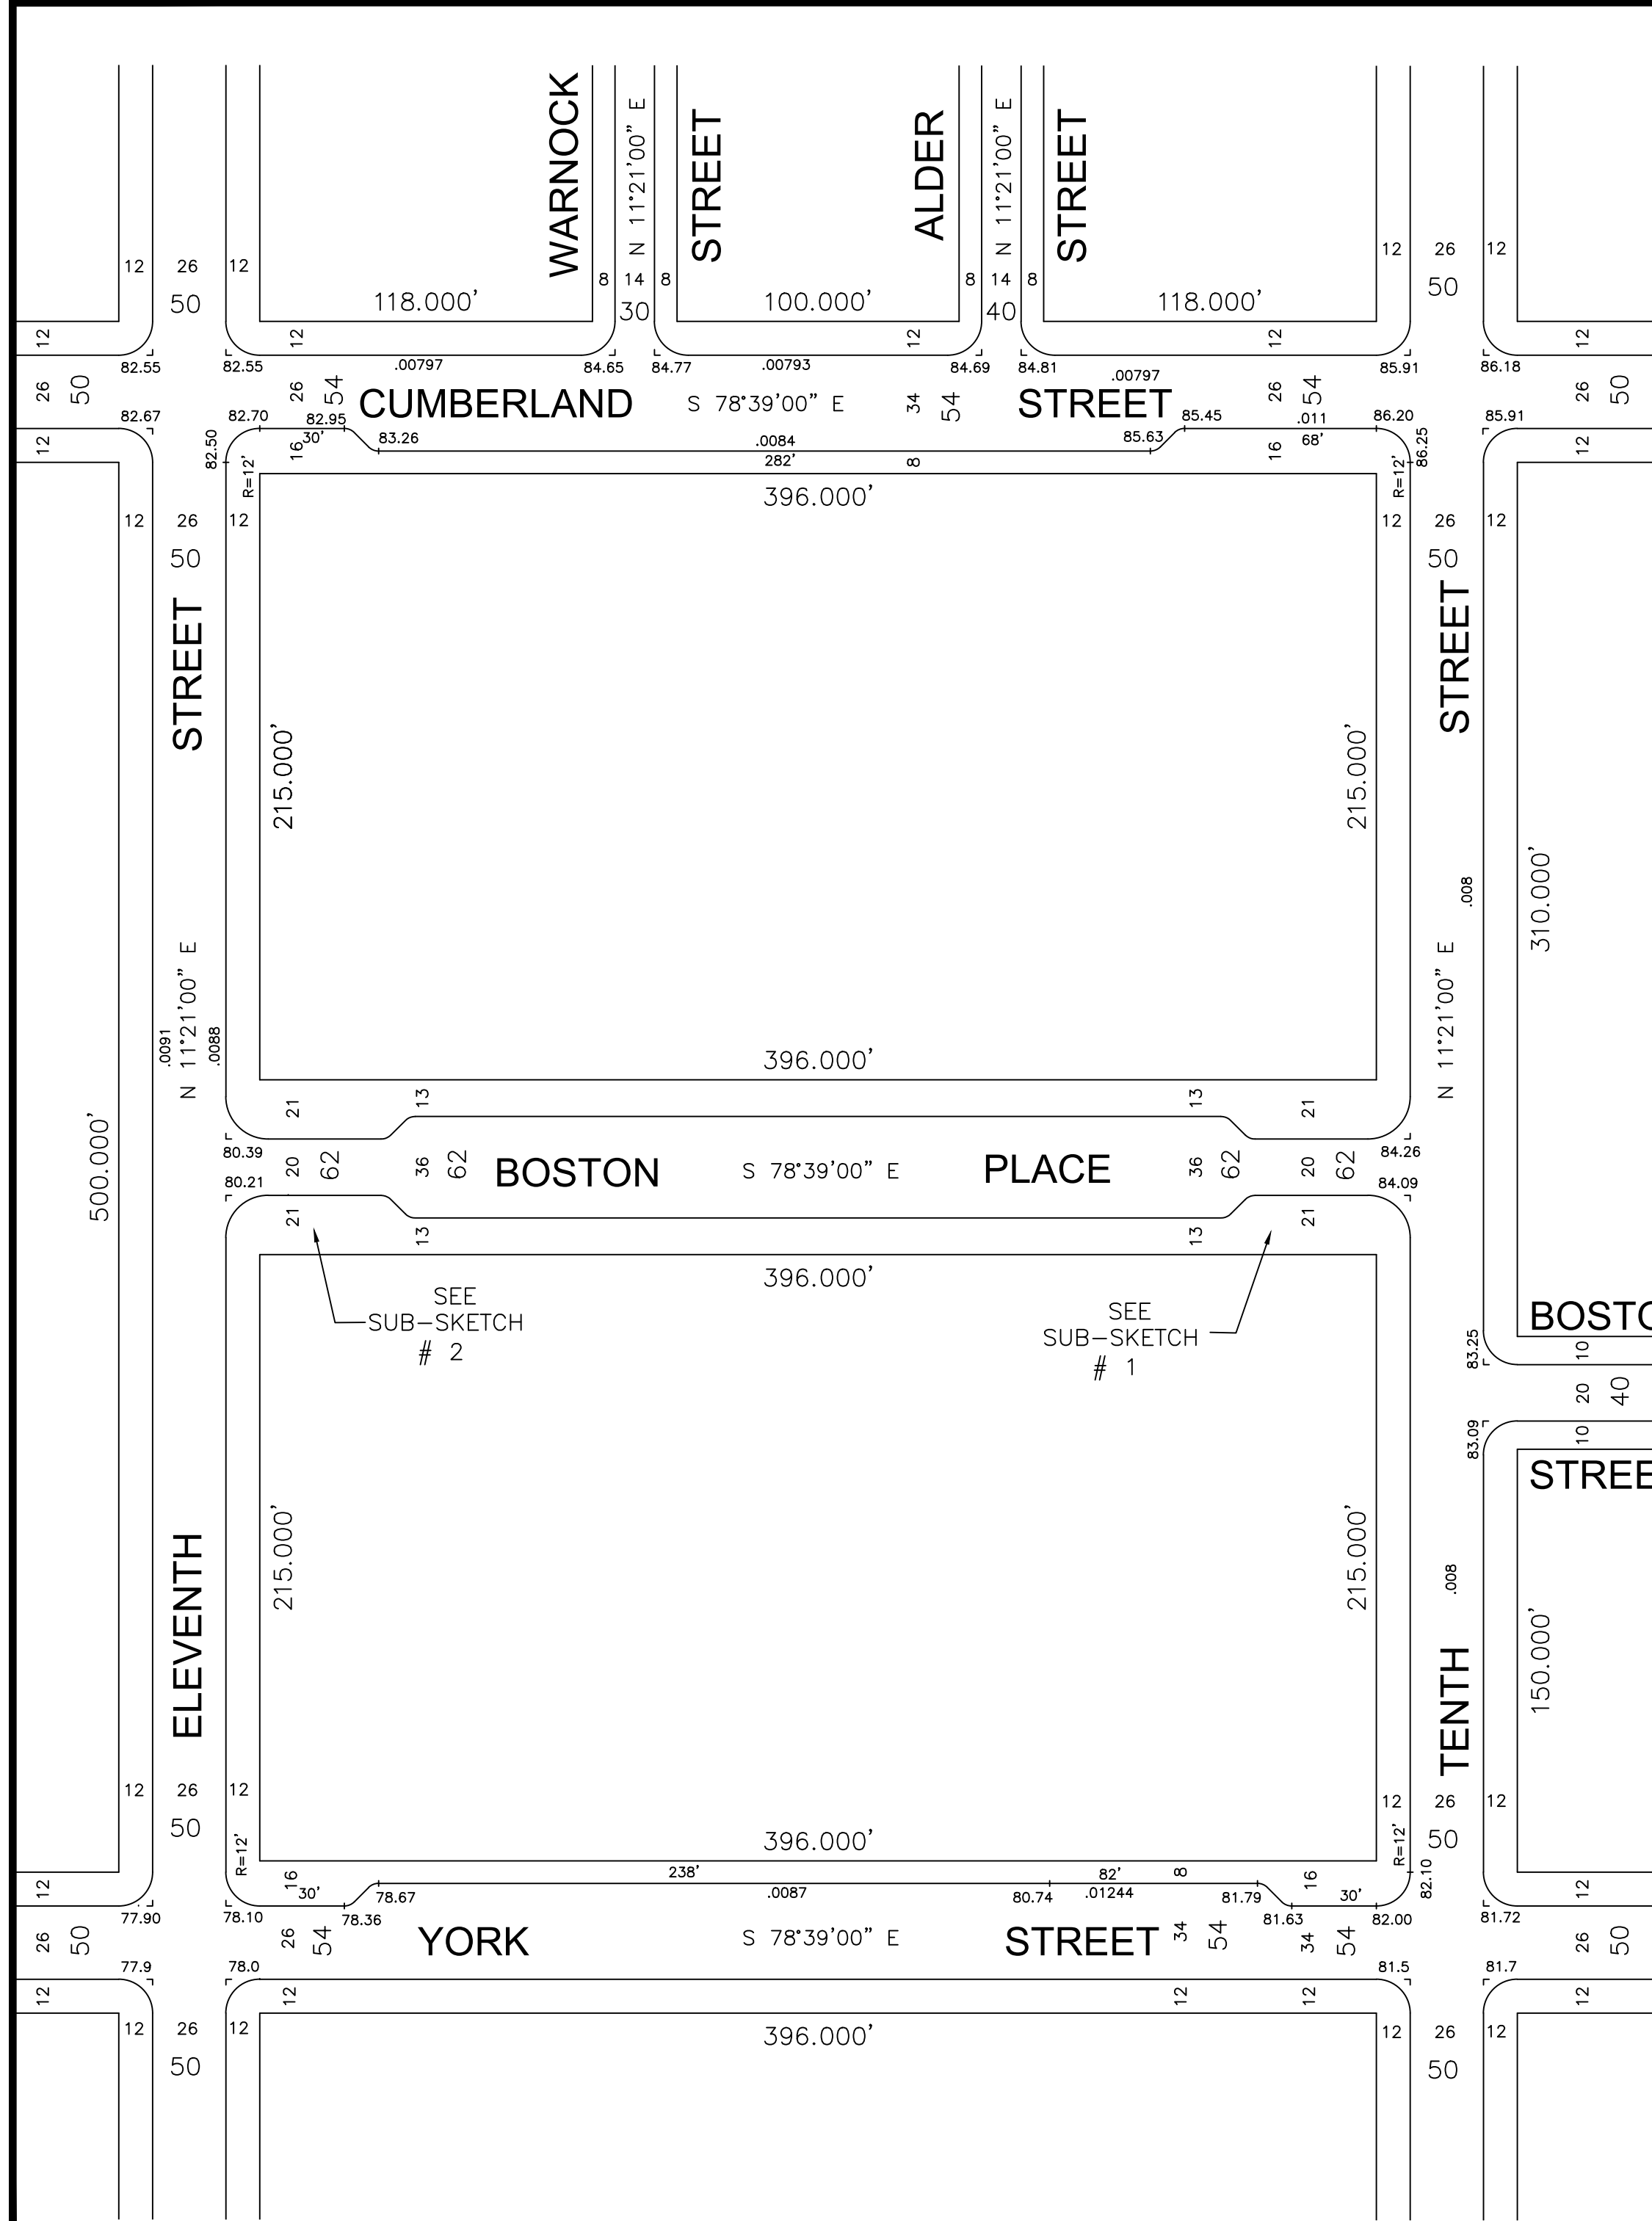 WARNOCK
N 11°21'00" E
STREET
ALDER
N 11°21'00" E
STREET
12 26 12
50
8 14 8
30
8 14 8
40
12 26 12
50
118.000' 100.000' 118.000'
12 12 12 12 12
82.55 82.55 .00797 84.65 84.77 .00793 84.69 84.81 .00797 85.91 86.18
26 50 26 54 CUMBERLAND S 78°39'00" E 34 54 STREET 26 54 26 50
82.67 82.70 82.95 83.26 .0084 85.63 85.45 .011 86.20 85.91
12 82.50 R=12' 16 30' 282' 8 16 68' R=12' 86.25 12
396.000'
12 26 12
50
12 26 12
50
STREET
STREET
215.000' 215.000'
.008
310.000'
N 11°21'00" E
.0091 .0088
N 11°21'00" E
396.000'
500.000'
21 13 13 21
80.39 84.26
20 62 36 62 BOSTON S 78°39'00" E PLACE 36 62 20 62
80.21 84.09
21 13 13 21
396.000'
SEE
SUB-SKETCH
# 2
SEE
SUB-SKETCH
# 1
BOSTO
83.25 10
20 40
83.09 10
STREE
215.000' 215.000'
.008
150.000'
ELEVENTH
TENTH
12 26 12
50
12 26 12
50
R=12' 396.000' R=12'
12 16 30' 238' 82' 8 16 30' 82.10 12
77.90 78.10 78.36 78.67 .0087 80.74 .01244 81.79 81.63 82.00 81.72
26 50 26 54 YORK S 78°39'00" E STREET 34 54 34 54 26 50
77.9 78.0 81.5 81.7
12 12 12 12 12
396.000'
12 26 12
50
12 26 12
50